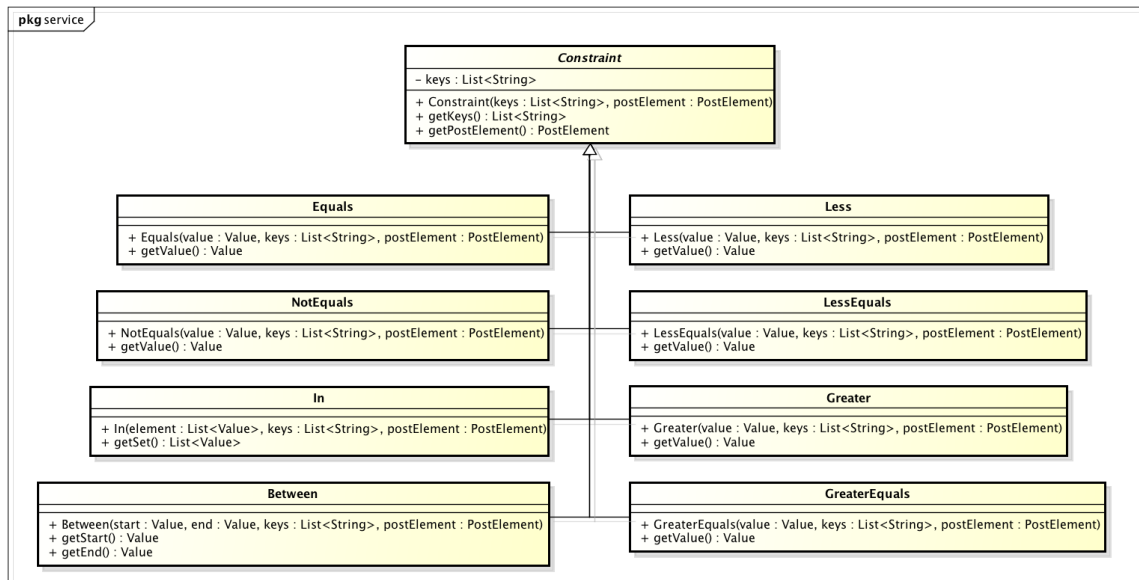 pkg service
Constraint
- keys : List<String>
+ Constraint(keys : List<String>, postElement : PostElement)
+ getKeys() : List<String>
+ getPostElement() : PostElement
Equals
+ Equals(value : Value, keys : List<String>, postElement : PostElement)
+ getValue() : Value
Less
+ Less(value : Value, keys : List<String>, postElement : PostElement)
+ getValue() : Value
NotEquals
+ NotEquals(value : Value, keys : List<String>, postElement : PostElement)
+ getValue() : Value
LessEquals
+ LessEquals(value : Value, keys : List<String>, postElement : PostElement)
+ getValue() : Value
In
+ In(element : List<Value>, keys : List<String>, postElement : PostElement)
+ getSet() : List<Value>
Greater
+ Greater(value : Value, keys : List<String>, postElement : PostElement)
+ getValue() : Value
Between
+ Between(start : Value, end : Value, keys : List<String>, postElement : PostElement)
+ getStart() : Value
+ getEnd() : Value
GreaterEquals
+ GreaterEquals(value : Value, keys : List<String>, postElement : PostElement)
+ getValue() : Value